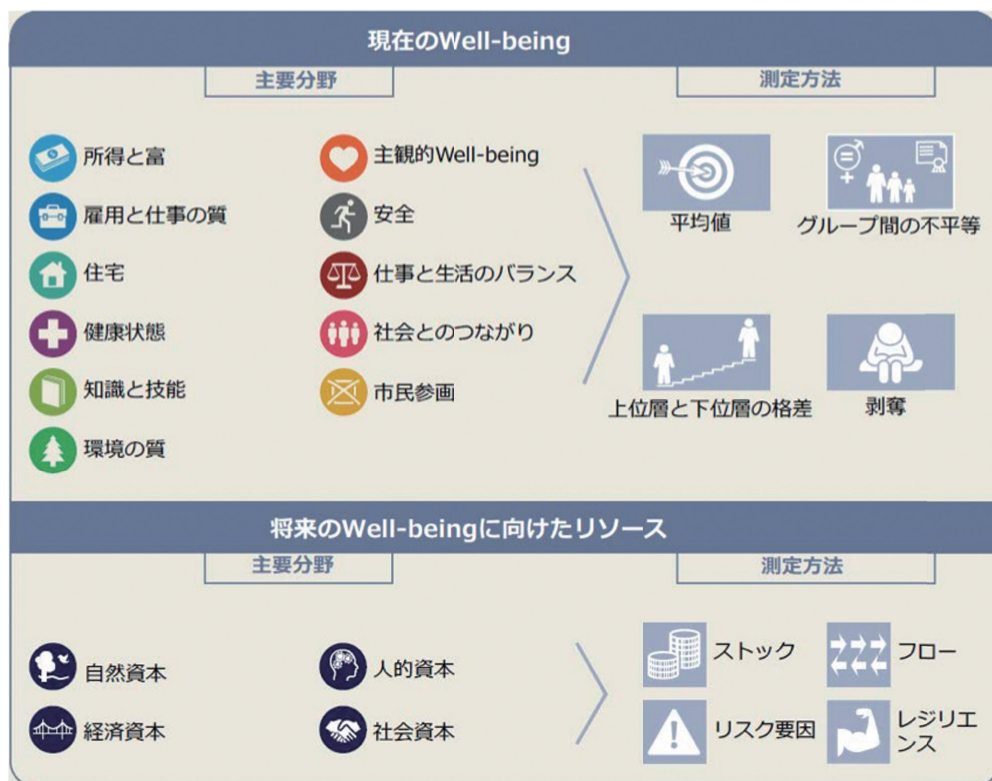 現在のWell-being
主要分野
所得と富
雇用と仕事の質
住宅
健康状態
知識と技能
環境の質
主観的Well-being
安全
仕事と生活のバランス
社会とのつながり
市民参画
測定方法
平均値
グループ間の不平等
上位層と下位層の格差
剥奪
将来のWell-beingに向けたリソース
主要分野
自然資本
経済資本
人的資本
社会資本
測定方法
ストック
フロー
リスク要因
レジリエ
ンス